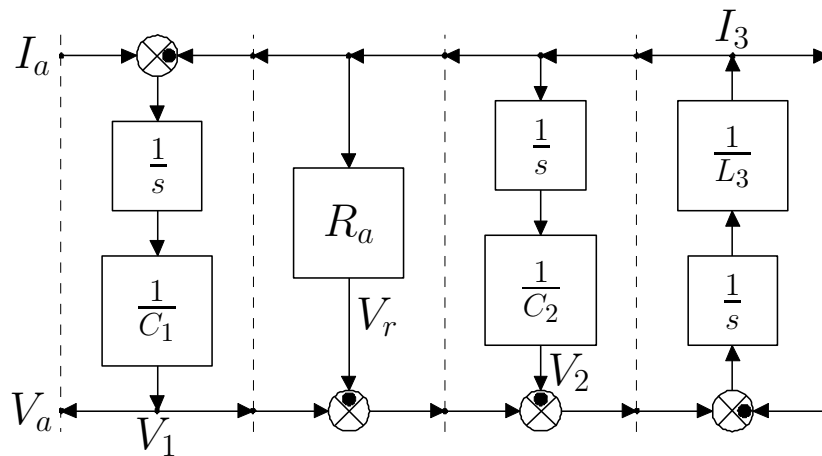 I_a
I_3
1/s
1/s
1/L_3
R_a
1/C_1
1/C_2
1/s
V_r
V_2
V_a
V_1